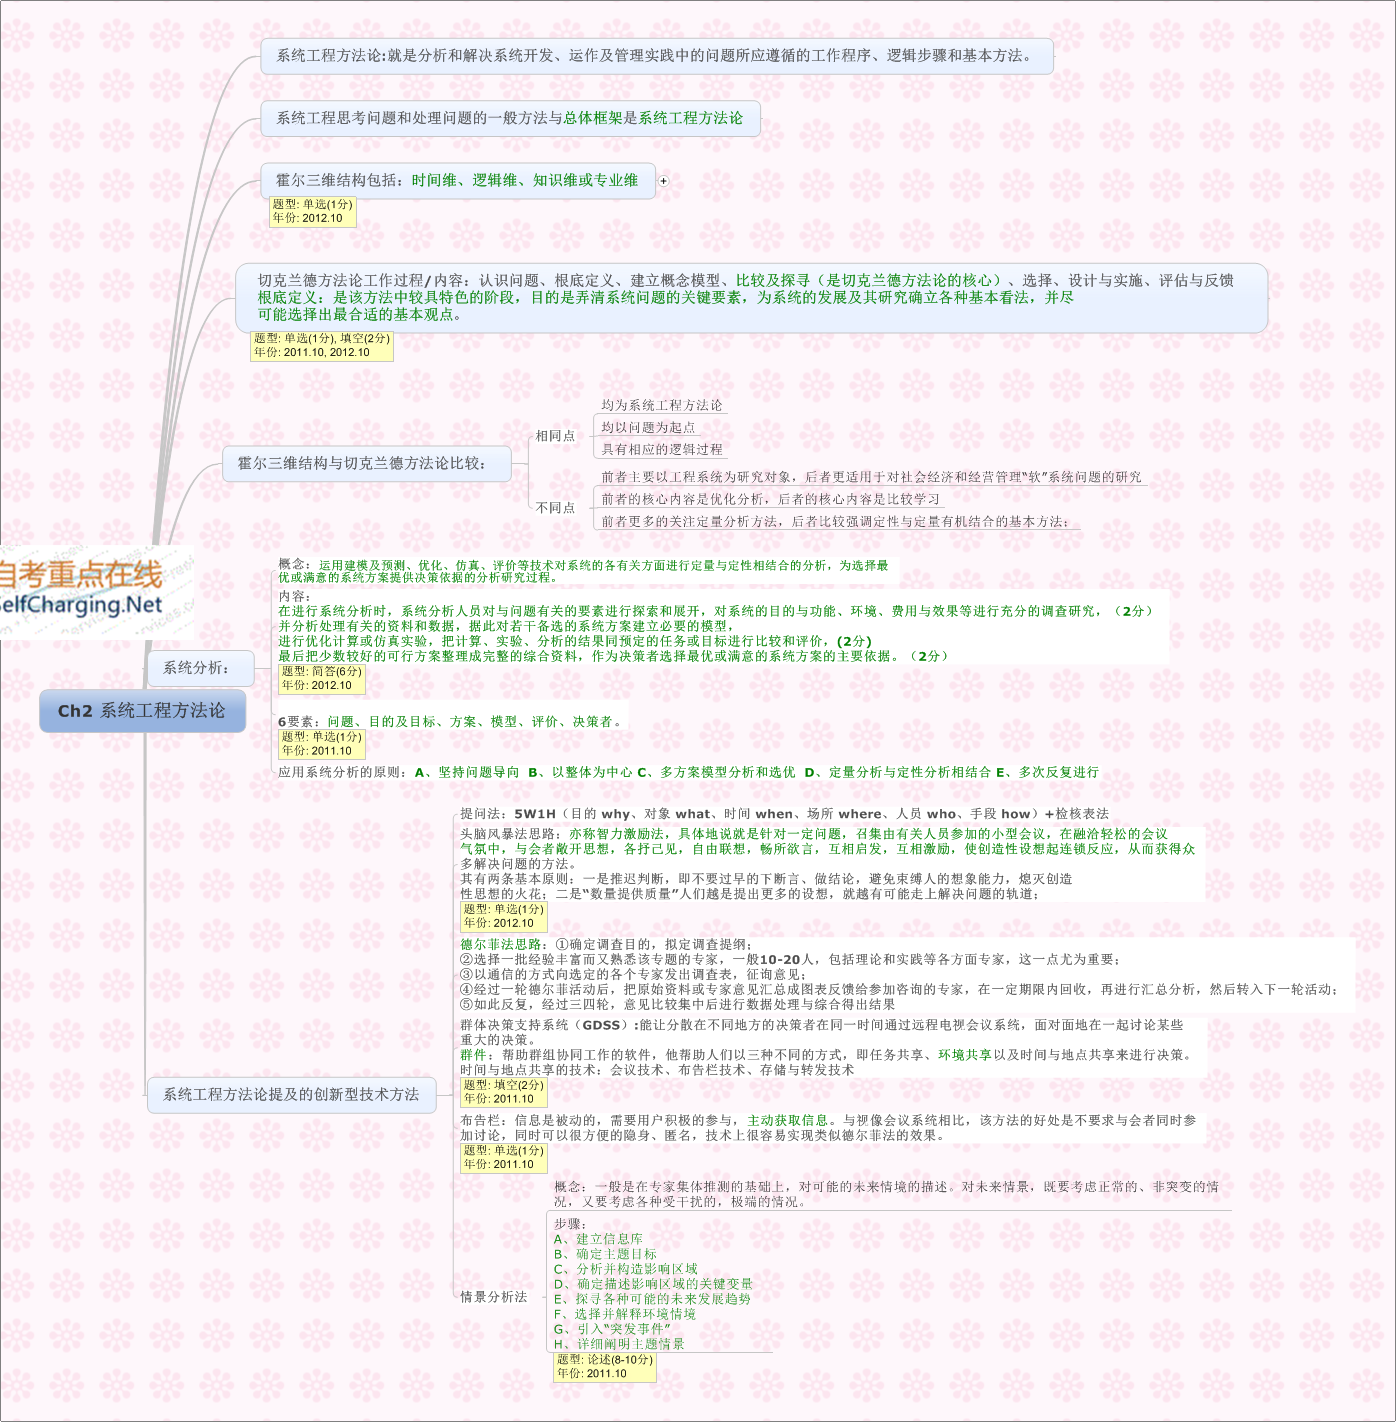 系统工程方法论:就是分析和解决系统开发、运作及管理实践中的问题所应遵循的工作程序、逻辑步骤和基本方法。
系统工程思考问题和处理问题的一般方法与总体框架是系统工程方法论
霍尔三维结构包括：时间维、逻辑维、知识维或专业维
题型: 单选(1分)
年份: 2012.10
切克兰德方法论工作过程/内容：认识问题、根底定义、建立概念模型、比较及探寻（是切克兰德方法论的核心）、选择、设计与实施、评估与反馈
根底定义：是该方法中较具特色的阶段，目的是弄清系统问题的关键要素，为系统的发展及其研究确立各种基本看法，并尽
可能选择出最合适的基本观点。
题型: 单选(1分), 填空(2分)
年份: 2011.10, 2012.10
霍尔三维结构与切克兰德方法论比较：
相同点
均为系统工程方法论
均以问题为起点
具有相应的逻辑过程
不同点
前者主要以工程系统为研究对象，后者更适用于对社会经济和经营管理“软”系统问题的研究
前者的核心内容是优化分析，后者的核心内容是比较学习
前者更多的关注定量分析方法，后者比较强调定性与定量有机结合的基本方法；
自考重点在线
SelfCharging.Net
系统分析：
概念：运用建模及预测、优化、仿真、评价等技术对系统的各有关方面进行定量与定性相结合的分析，为选择最
优或满意的系统方案提供决策依据的分析研究过程。
内容：
在进行系统分析时，系统分析人员对与问题有关的要素进行探索和展开，对系统的目的与功能、环境、费用与效果等进行充分的调查研究，（2分）
并分析处理有关的资料和数据，据此对若干备选的系统方案建立必要的模型，
进行优化计算或仿真实验，把计算、实验、分析的结果同预定的任务或目标进行比较和评价，(2分)
最后把少数较好的可行方案整理成完整的综合资料，作为决策者选择最优或满意的系统方案的主要依据。（2分）
题型: 简答(6分)
年份: 2012.10
6要素：问题、目的及目标、方案、模型、评价、决策者。
题型: 单选(1分)
年份: 2011.10
应用系统分析的原则：A、坚持问题导向 B、以整体为中心 C、多方案模型分析和选优 D、定量分析与定性分析相结合 E、多次反复进行
Ch2 系统工程方法论
系统工程方法论提及的创新型技术方法
提问法：5W1H（目的 why、对象 what、时间 when、场所 where、人员 who、手段 how）+检核表法
头脑风暴法思路：亦称智力激励法，具体地说就是针对一定问题，召集由有关人员参加的小型会议，在融洽轻松的会议
气氛中，与会者敞开思想，各抒己见，自由联想，畅所欲言，互相启发，互相激励，使创造性设想起连锁反应，从而获得众
多解决问题的方法。
其有两条基本原则：一是推迟判断，即不要过早的下断言、做结论，避免束缚人的想象能力，熄灭创造
性思想的火花；二是“数量提供质量”人们越是提出更多的设想，就越有可能走上解决问题的轨道；
题型: 单选(1分)
年份: 2012.10
德尔菲法思路：①确定调查目的，拟定调查提纲；
②选择一批经验丰富而又熟悉该专题的专家，一般10-20人，包括理论和实践等各方面专家，这一点尤为重要；
③以通信的方式向选定的各个专家发出调查表，征询意见；
④经过一轮德尔菲活动后，把原始资料或专家意见汇总成图表反馈给参加咨询的专家，在一定期限内回收，再进行汇总分析，然后转入下一轮活动；
⑤如此反复，经过三四轮，意见比较集中后进行数据处理与综合得出结果
群体决策支持系统（GDSS）:能让分散在不同地方的决策者在同一时间通过远程电视会议系统，面对面地在一起讨论某些
重大的决策。
群件：帮助群组协同工作的软件，他帮助人们以三种不同的方式，即任务共享、环境共享以及时间与地点共享来进行决策。
时间与地点共享的技术：会议技术、布告栏技术、存储与转发技术
题型: 填空(2分)
年份: 2011.10
布告栏：信息是被动的，需要用户积极的参与，主动获取信息。与视像会议系统相比，该方法的好处是不要求与会者同时参
加讨论，同时可以很方便的隐身、匿名，技术上很容易实现类似德尔菲法的效果。
题型: 单选(1分)
年份: 2011.10
情景分析法
概念：一般是在专家集体推测的基础上，对可能的未来情境的描述。对未来情景，既要考虑正常的、非突变的情
况，又要考虑各种受干扰的，极端的情况。
步骤：
A、建立信息库
B、确定主题目标
C、分析并构造影响区域
D、确定描述影响区域的关键变量
E、探寻各种可能的未来发展趋势
F、选择并解释环境情境
G、引入“突发事件”
H、详细阐明主题情景
题型: 论述(8-10分)
年份: 2011.10